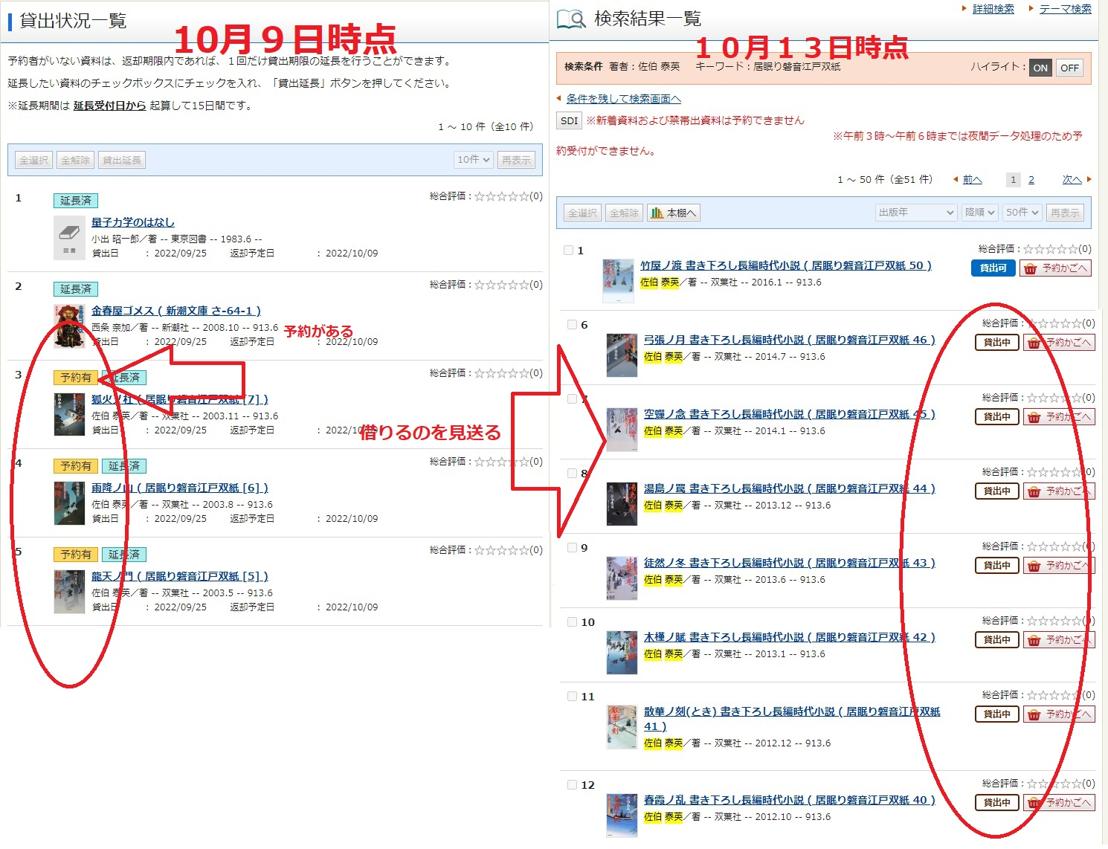 貸出状況一覧
10月９日時点
予約者がいない資料は、返却期限内であれば、１回だけ貸出期限の延長を行うことができます。
延長したい資料のチェックボックスにチェックを入れ、「貸出延長」ボタンを押してください。
※延長期間は 延長受付日から 起算して15日間です。
1 ～ 10 件（全10 件）
全選択 全解除 貸出延長 10件 再表示
1 延長済 総合評価：☆☆☆☆☆(0)
量子力学のはなし
小出 昭一郎／著 -- 東京図書 -- 1983.6 --
貸出日 ： 2022/09/25 返却予定日 ： 2022/10/09
2 延長済 総合評価：☆☆☆☆☆(0)
金春屋ゴメス ( 新潮文庫 さ-64-1 )
西條 奈加／著 -- 新潮社 -- 2008.10 -- 913.6 予約がある
貸出日 ： 2022/09/25 返却予定日 ： 2022/10/09
3 予約有 延長済 総合評価：☆☆☆☆☆(0)
狐火ノ杜 ( 居眠り磐音江戸双紙 [7] )
佐伯 泰英／著 -- 双葉社 -- 2003.11 -- 913.6
貸出日 ： 2022/09/25 返却予定日 ： 2022/10
借りるのを見送る
4 予約有 延長済 総合評価：☆☆☆☆☆(0)
雨降ノ山 ( 居眠り磐音江戸双紙 [6] )
佐伯 泰英／著 -- 双葉社 -- 2003.8 -- 913.6
貸出日 ： 2022/09/25 返却予定日 ： 2022/10/09
5 予約有 延長済 総合評価：☆☆☆☆☆(0)
龍天ノ門 ( 居眠り磐音江戸双紙 [5] )
佐伯 泰英／著 -- 双葉社 -- 2003.5 -- 913.6
貸出日 ： 2022/09/25 返却予定日 ： 2022/10/09
詳細検索 テーマ検索
検索結果一覧
１０月１３日時点
検索条件 著者：佐伯 泰英 キーワード：居眠り磐音江戸双紙 ハイライト： ON OFF
条件を残して検索画面へ
SDI ※新着資料および禁帯出資料は予約できません
※午前３時～午前６時までは夜間データ処理のため予
約受付ができません。
1 ～ 50 件（全51 件） 前へ 1 2 次へ
全選択 全解除 本棚へ 出版年 降順 50件 再表示
1 総合評価：☆☆☆☆☆(0)
竹屋ノ渡 書き下ろし長編時代小説 ( 居眠り磐音江戸双紙 50 ) 貸出可 予約かごへ
佐伯 泰英／著 -- 双葉社 -- 2016.1 -- 913.6
6 総合評価：☆☆☆☆☆(0)
弓張ノ月 書き下ろし長編時代小説 ( 居眠り磐音江戸双紙 46 ) 貸出中 予約かごへ
佐伯 泰英／著 -- 双葉社 -- 2014.7 -- 913.6
7 総合評価：☆☆☆☆☆(0)
空蟬ノ念 書き下ろし長編時代小説 ( 居眠り磐音江戸双紙 45 ) 貸出中 予約かごへ
佐伯 泰英／著 -- 双葉社 -- 2014.1 -- 913.6
8 総合評価：☆☆☆☆☆(0)
湯島ノ罠 書き下ろし長編時代小説 ( 居眠り磐音江戸双紙 44 ) 貸出中 予約かごへ
佐伯 泰英／著 -- 双葉社 -- 2013.12 -- 913.6
9 総合評価：☆☆☆☆☆(0)
徒然ノ冬 書き下ろし長編時代小説 ( 居眠り磐音江戸双紙 43 ) 貸出中 予約かごへ
佐伯 泰英／著 -- 双葉社 -- 2013.6 -- 913.6
10 総合評価：☆☆☆☆☆(0)
木槿ノ賦 書き下ろし長編時代小説 ( 居眠り磐音江戸双紙 42 ) 貸出中 予約かごへ
佐伯 泰英／著 -- 双葉社 -- 2013.1 -- 913.6
11 総合評価：☆☆☆☆☆(0)
散華ノ刻(とき) 書き下ろし長編時代小説 ( 居眠り磐音江戸双紙 貸出中 予約かごへ
41 )
佐伯 泰英／著 -- 双葉社 -- 2012.12 -- 913.6
12 総合評価：☆☆☆☆☆(0)
春霞ノ乱 書き下ろし長編時代小説 ( 居眠り磐音江戸双紙 40 ) 貸出中 予約かごへ
佐伯 泰英／著 -- 双葉社 -- 2012.10 -- 913.6